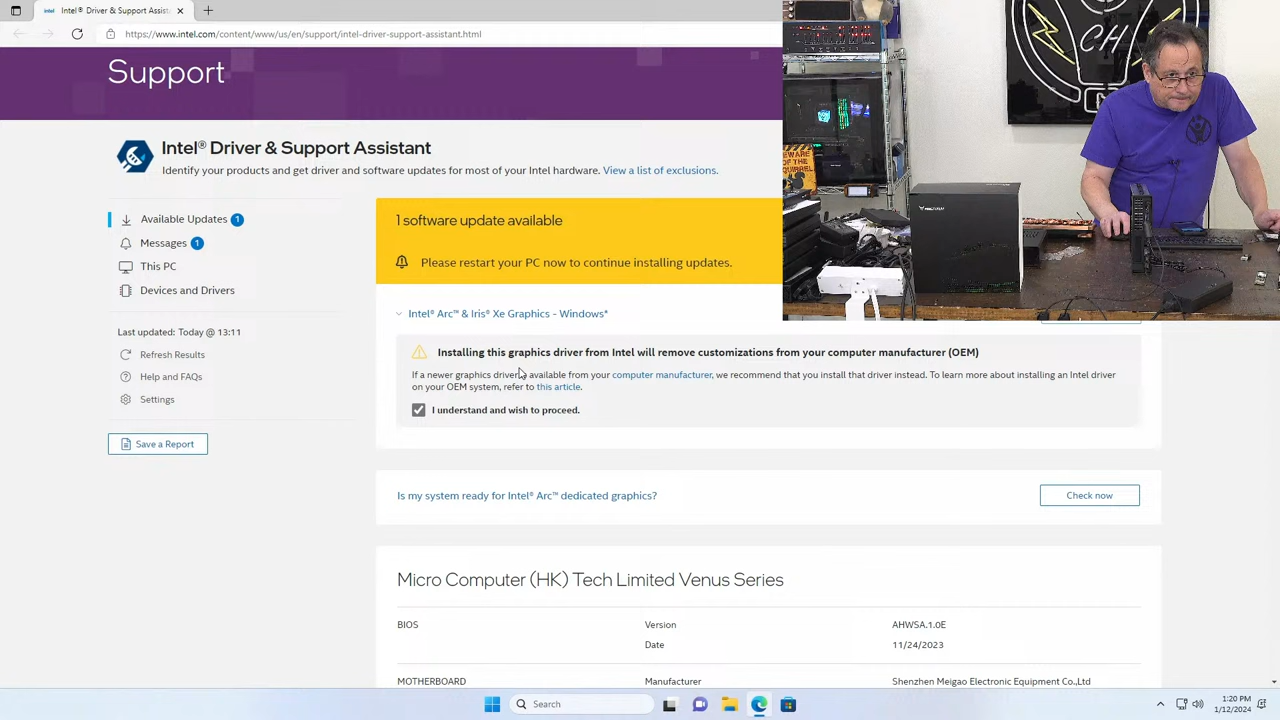 Intel® Driver & Support Assistan
https://www.intel.com/content/www/us/en/support/intel-driver-support-assistant.html
Support
Intel® Driver & Support Assistant
Identify your products and get driver and software updates for most of your Intel hardware. View a list of exclusions.
Available Updates 1
Messages 1
This PC
Devices and Drivers
Last updated: Today @ 13:11
Refresh Results
Help and FAQs
Settings
Save a Report
1 software update available
Please restart your PC now to continue installing updates.
Intel® Arc™ & Iris® Xe Graphics - Windows*
Installing this graphics driver from Intel will remove customizations from your computer manufacturer (OEM)
If a newer graphics driver is available from your computer manufacturer, we recommend that you install that driver instead. To learn more about installing an Intel driver
on your OEM system, refer to this article.
I understand and wish to proceed.
Is my system ready for Intel® Arc™ dedicated graphics?
Check now
Micro Computer (HK) Tech Limited Venus Series
BIOS Version AHWSA.1.0E
Date 11/24/2023
MOTHERBOARD Manufacturer Shenzhen Meigao Electronic Equipment Co.,Ltd
Search
1:20 PM
1/12/2024
CH
BEWARE
OF THE
SQUIRREL